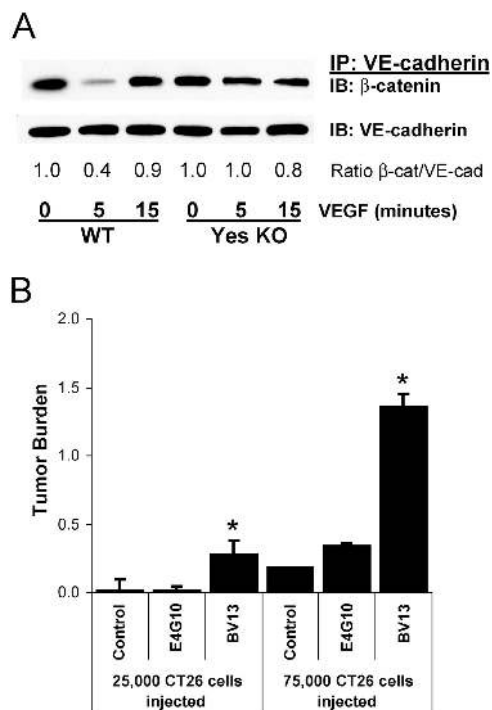 A
IP: VE-cadherin
IB: β-catenin
IB: VE-cadherin
1.0 0.4 0.9 1.0 1.0 0.8 Ratio β-cat/VE-cad
0 5 15 0 5 15 VEGF (minutes)
WT Yes KO
B
2.0
1.5
1.0
0.5
0.0
Tumor Burden
*
*
Control E4G10 BV13 Control E4G10 BV13
25,000 CT26 cells 75,000 CT26 cells
injected injected